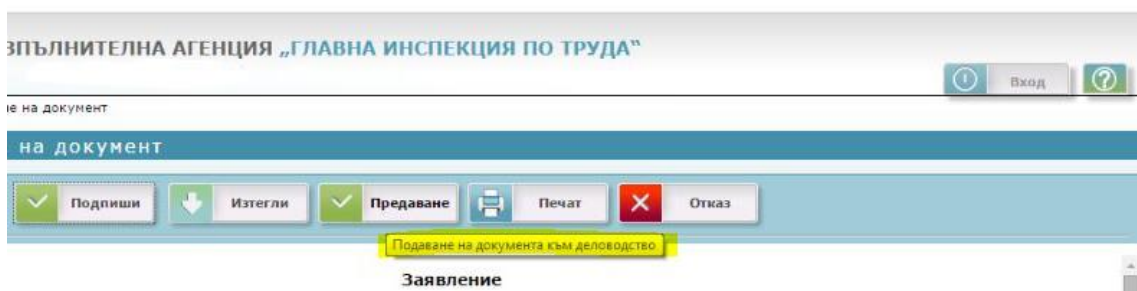 ЗПЪЛНИТЕЛНА АГЕНЦИЯ „ГЛАВНА ИНСПЕКЦИЯ ПО ТРУДА“
Вход
е на документ
на документ
Подпиши Изтегли Предаване Печат Отказ
Подаване на документа към деловодство
Заявление